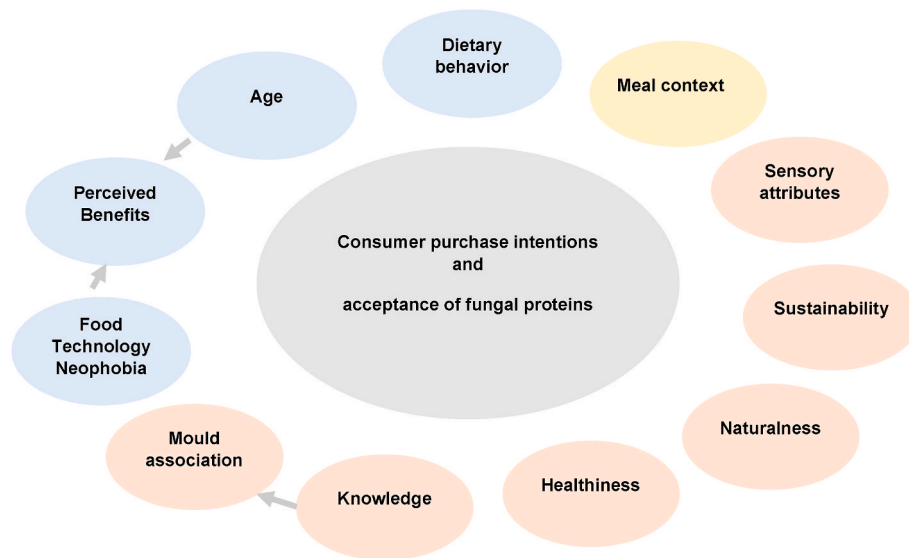 Dietary
behavior
Age
Meal context
Perceived
Benefits
Sensory
attributes
Consumer purchase intentions
and
acceptance of fungal proteins
Sustainability
Food
Technology
Neophobia
Mould
association
Naturalness
Knowledge
Healthiness